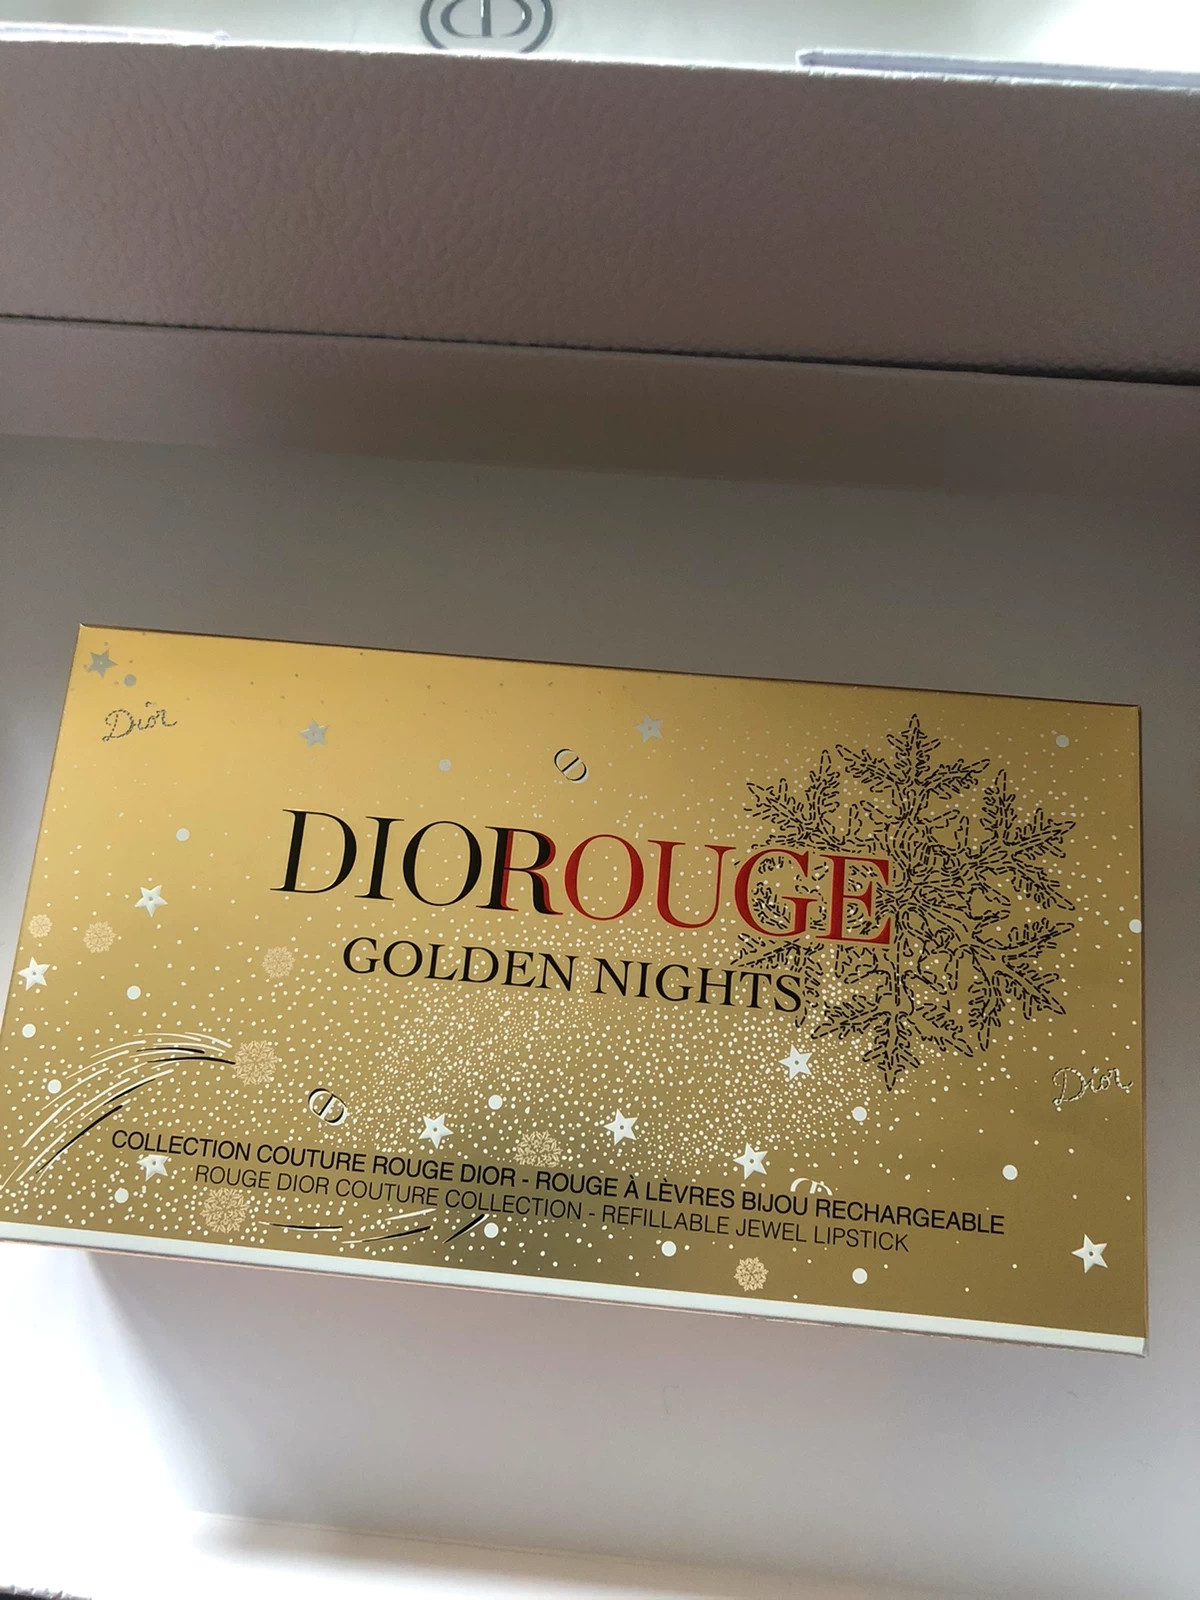 Dior
DIOROUGE
GOLDEN NIGHTS
Dior
COLLECTION COUTURE ROUGE DIOR - ROUGE À LÈVRES BIJOU RECHARGEABLE
ROUGE DIOR COUTURE COLLECTION - REFILLABLE JEWEL LIPSTICK